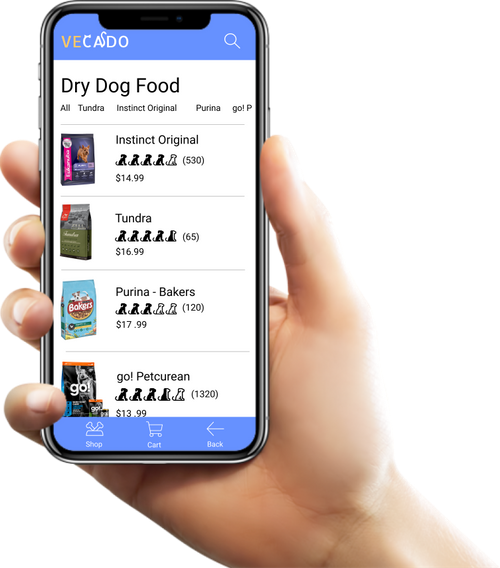 VECADO
Dry Dog Food
All Tundra Instinct Original Purina go! P
Instinct Original
(530)
$14.99
Tundra
(65)
$16.99
Purina - Bakers
Bakers
(120)
$17 .99
go! Petcurean
go!
(1320)
$13 .99
Shop Cart Back